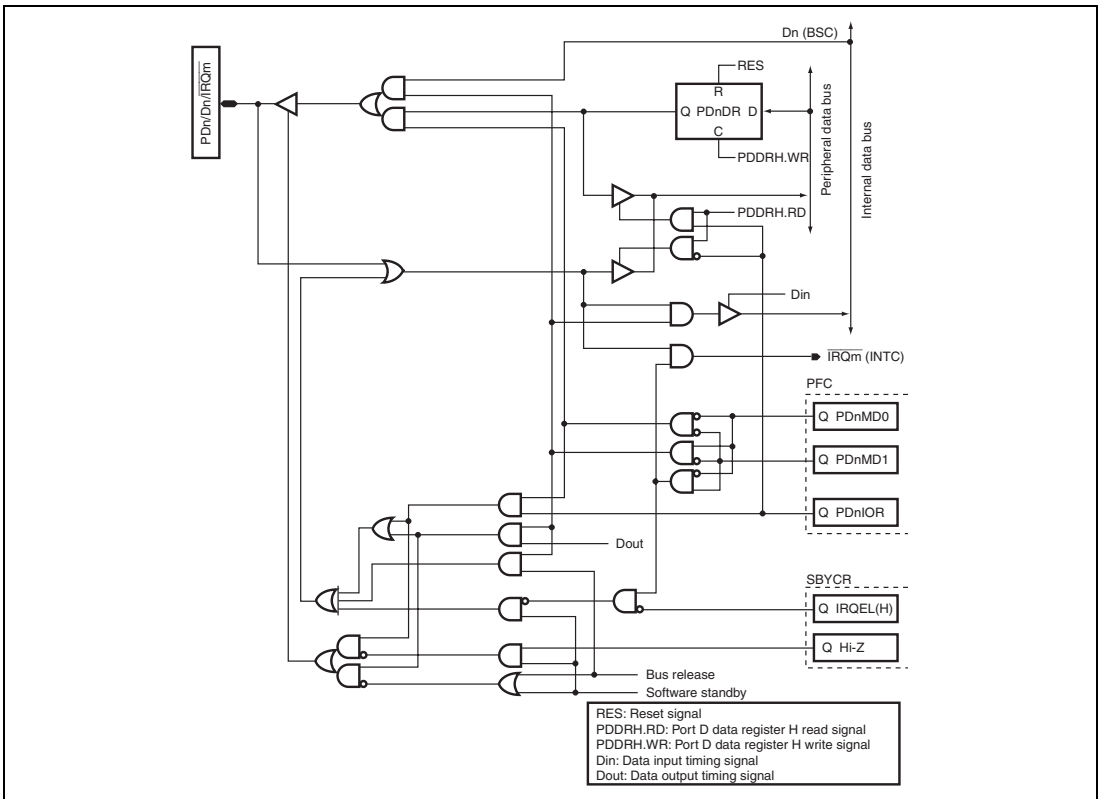 Dn (BSC)
PDn/Dn/IRQm
RES
R
Q PDnDR D
C
PDDRH.WR
Peripheral data bus
Internal data bus
PDDRH.RD
Din
IRQm (INTC)
PFC
Q PDnMD0
Q PDnMD1
Q PDnIOR
Dout
SBYCR
Q IRQEL(H)
Q Hi-Z
Bus release
Software standby
RES: Reset signal
PDDRH.RD: Port D data register H read signal
PDDRH.WR: Port D data register H write signal
Din: Data input timing signal
Dout: Data output timing signal